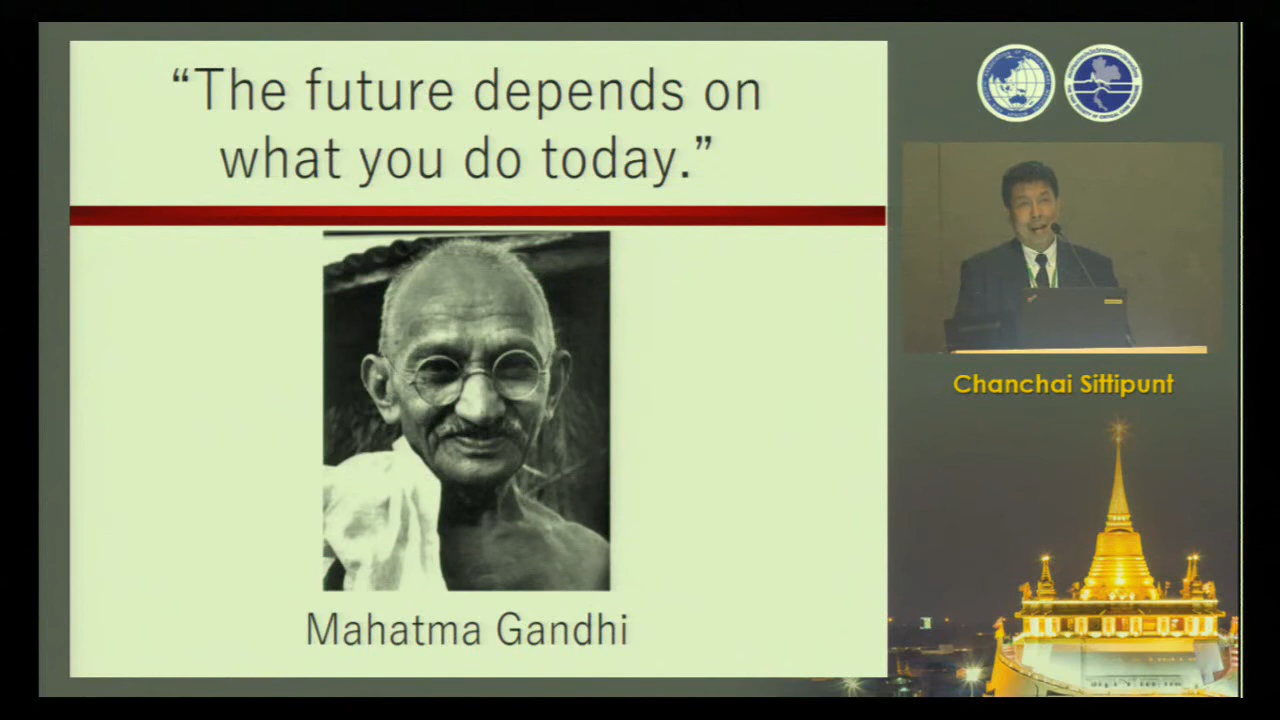 “The future depends on
what you do today.”
Mahatma Gandhi
Chanchai Sittipunt